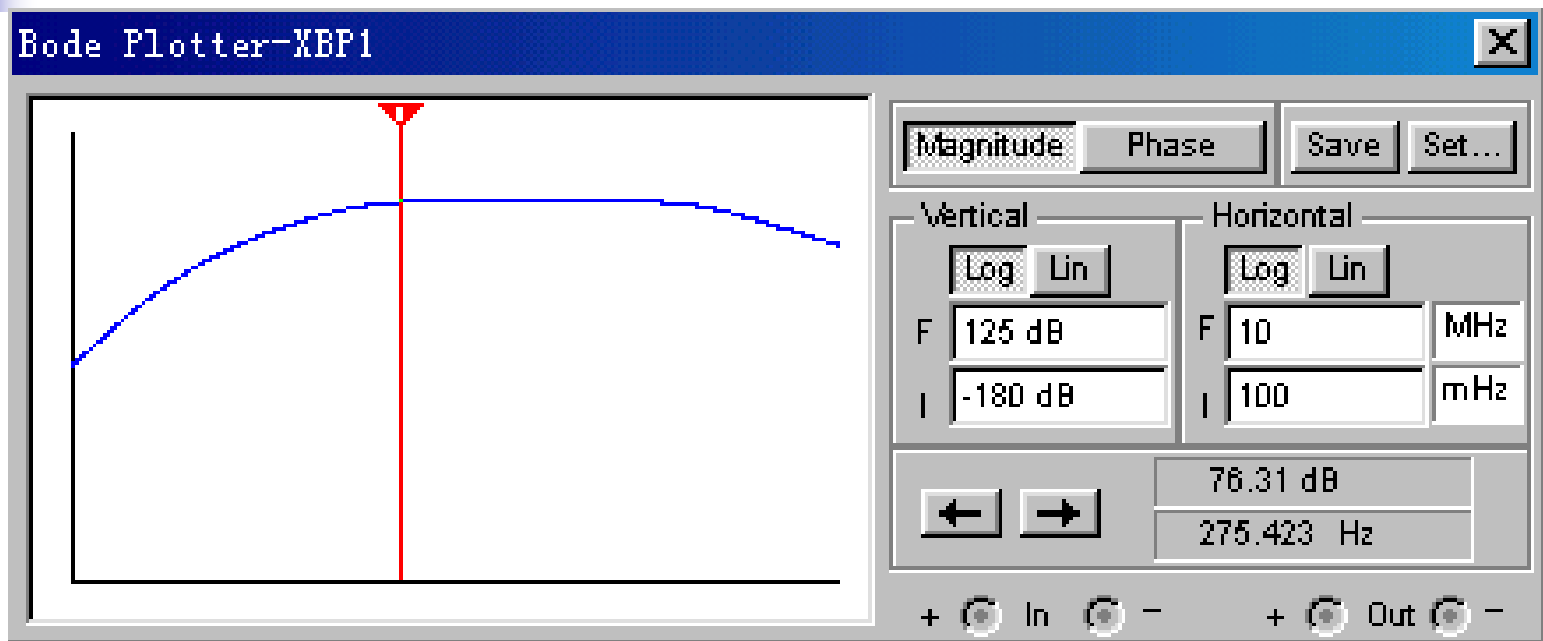 Bode Plotter-XBP1
Magnitude Phase Save Set...
Vertical Horizontal
Log Lin Log Lin
F 125 dB F 10 MHz
I -180 dB I 100 mHz
76.31 dB
275.423 Hz
+ In - + Out -